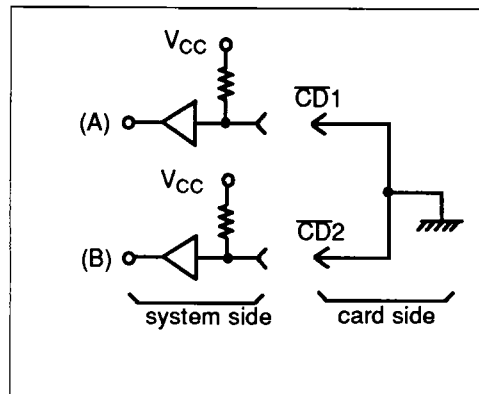 VCC
(A)
CD1
VCC
(B)
CD2
system side
card side